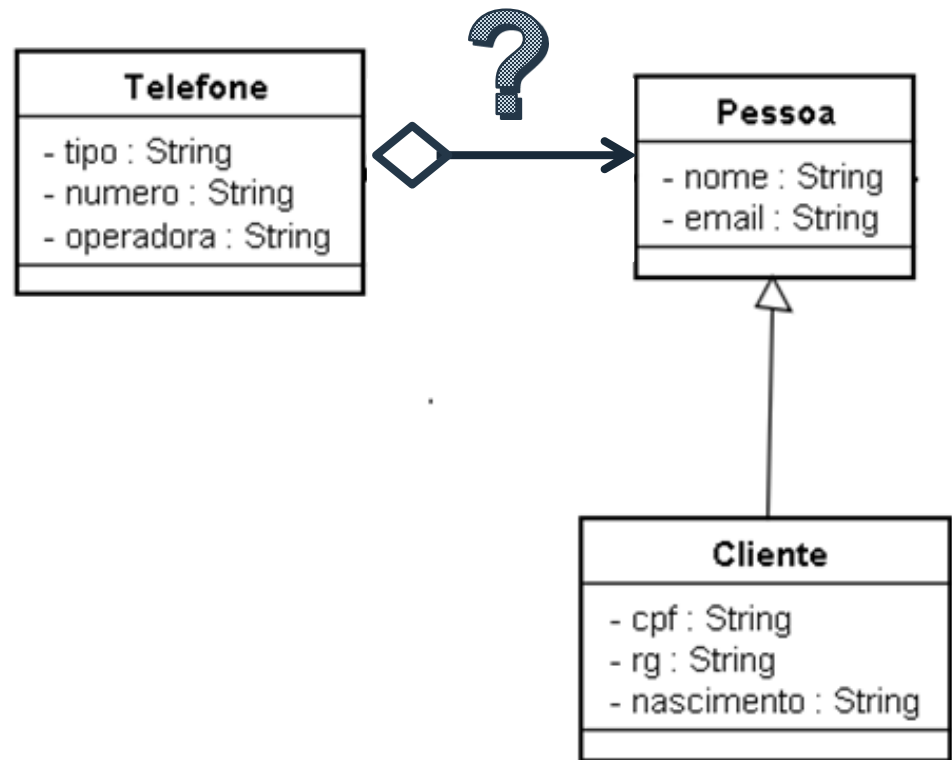 ?
Telefone
- tipo : String
- numero : String
- operadora : String
Pessoa
- nome : String
- email : String
Cliente
- cpf : String
- rg : String
- nascimento : String